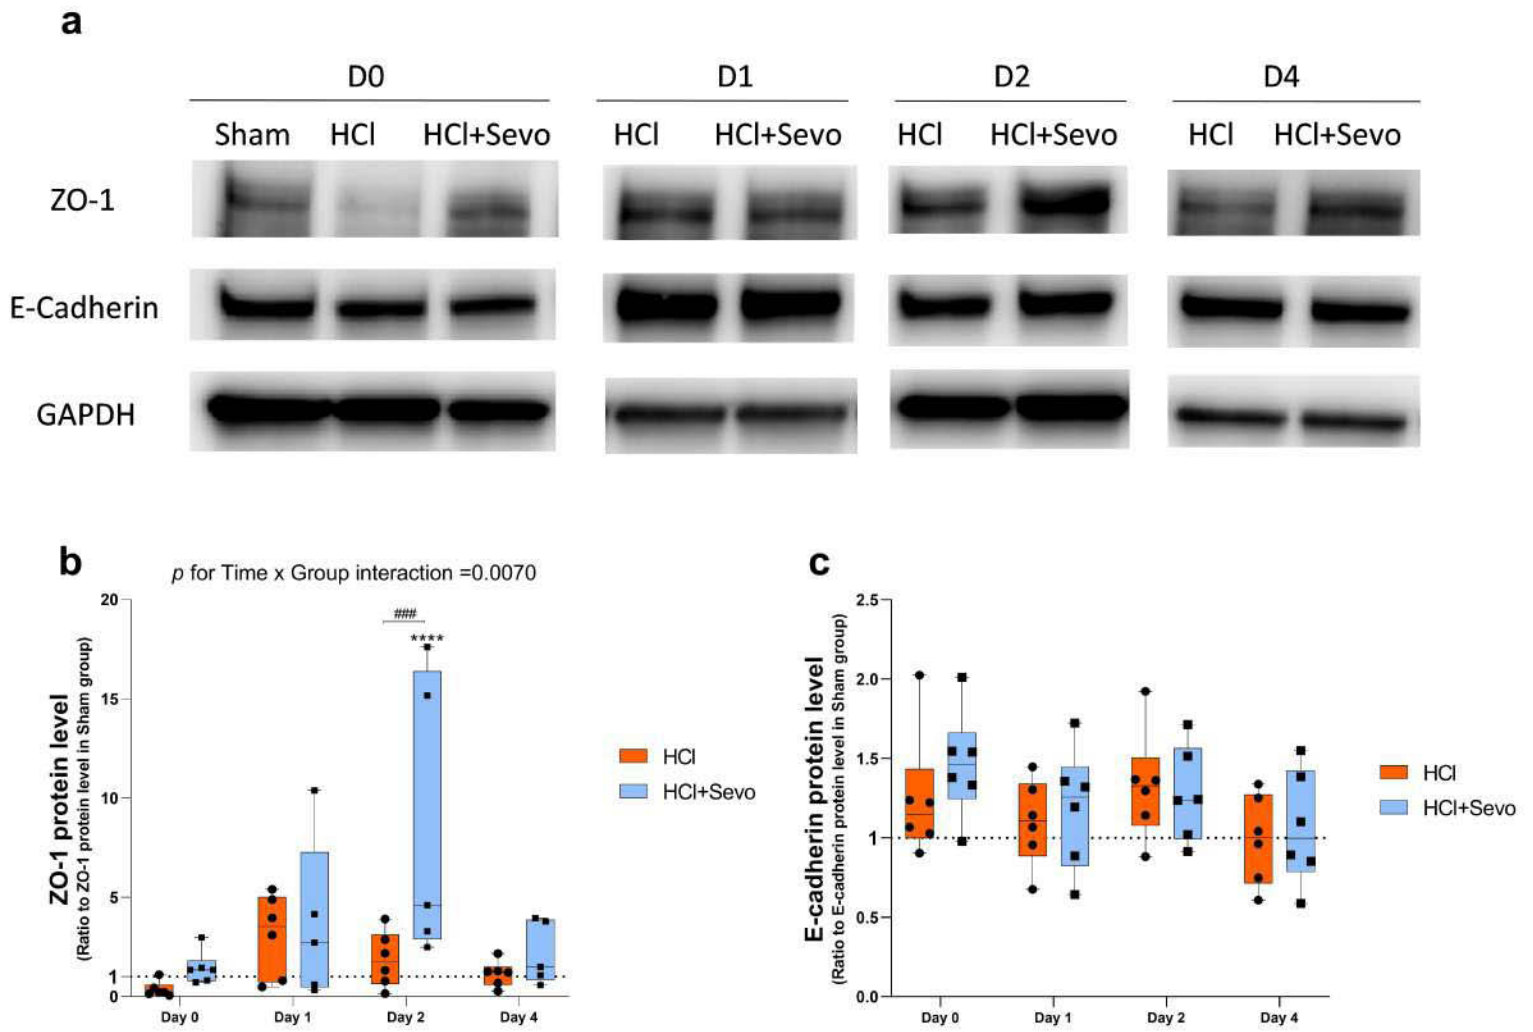 a
D0 D1 D2 D4
Sham HCl HCl+Sevo HCl HCl+Sevo HCl HCl+Sevo HCl HCl+Sevo
ZO-1
E-Cadherin
GAPDH
b
p for Time x Group interaction =0.0070
ZO-1 protein level
(Ratio to ZO-1 protein level in Sham group)
20
15
10
5
1
0
###
****
Day 0 Day 1 Day 2 Day 4
HCl
HCl+Sevo
c
E-cadherin protein level
(Ratio to E-cadherin protein level in Sham group)
2.5
2.0
1.5
1
0.5
0.0
Day 0 Day 1 Day 2 Day 4
HCl
HCl+Sevo